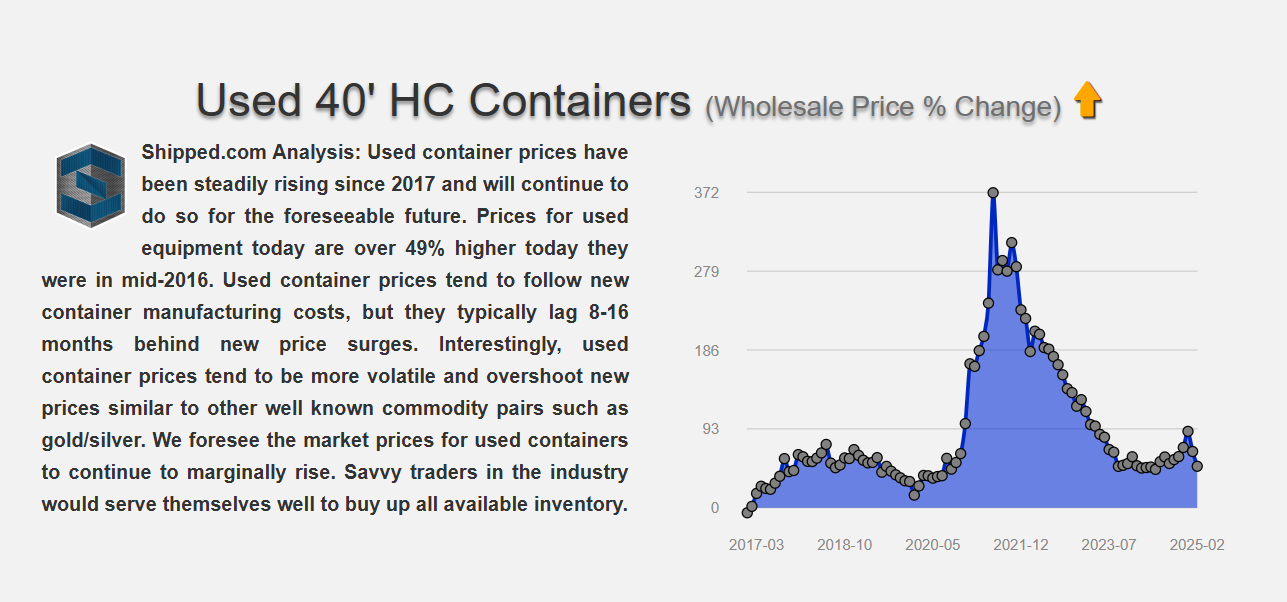 Used 40' HC Containers (Wholesale Price % Change)
Shipped.com Analysis: Used container prices have
been steadily rising since 2017 and will continue to
do so for the foreseeable future. Prices for used
equipment today are over 49% higher today they
were in mid-2016. Used container prices tend to follow new
container manufacturing costs, but they typically lag 8-16
months behind new price surges. Interestingly, used
container prices tend to be more volatile and overshoot new
prices similar to other well known commodity pairs such as
gold/silver. We foresee the market prices for used containers
to continue to marginally rise. Savvy traders in the industry
would serve themselves well to buy up all available inventory.
372
279
186
93
0
2017-03 2018-10 2020-05 2021-12 2023-07 2025-02